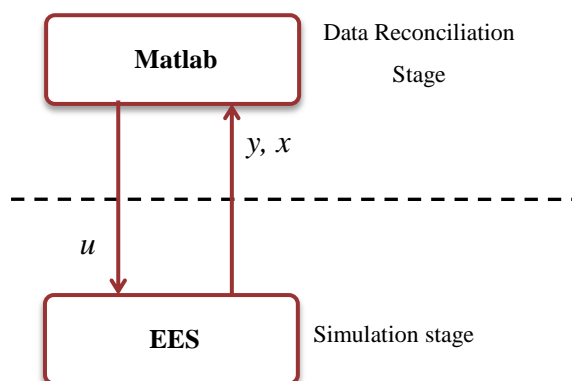 Matlab
Data Reconciliation
Stage
y, x
u
EES
Simulation stage